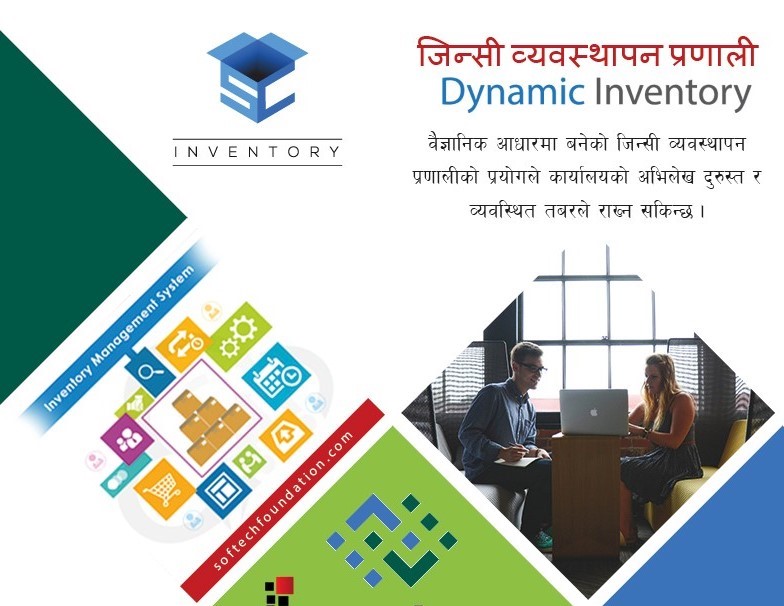 जिन्सी व्यवस्थापन प्रणाली
Dynamic Inventory
INVENTORY
वैज्ञानिक आधारमा बनेको जिन्सी व्यवस्थापन
प्रणालीको प्रयोगले कार्यालयको अभिलेख दुरुस्त र
व्यवस्थित तबरले राख्न सकिन्छ ।
Inventory Management System
softechfoundation.com